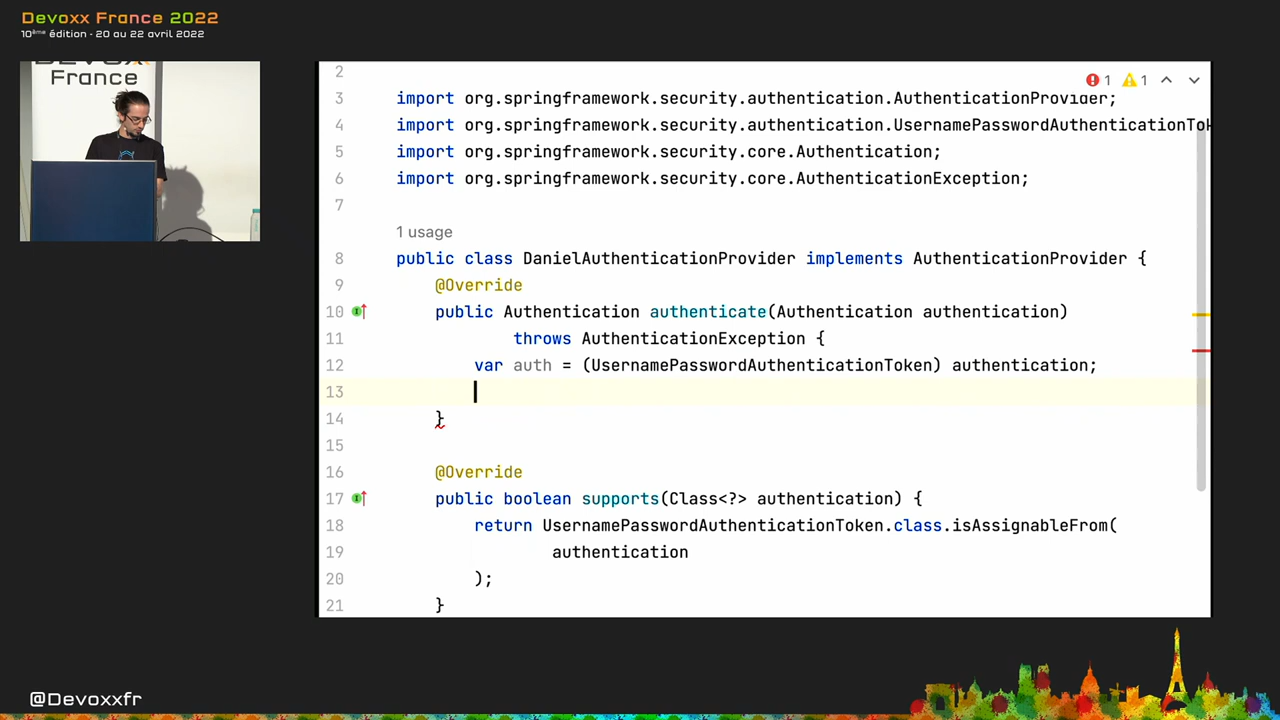 Devoxx France 2022
10ème édition - 20 au 22 avril 2022
France
1 1
2
3 import org.springframework.security.authentication.AuthenticationProvider;
4 import org.springframework.security.authentication.UsernamePasswordAuthenticationTok
5 import org.springframework.security.core.Authentication;
6 import org.springframework.security.core.AuthenticationException;
7
1 usage
8 public class DanielAuthenticationProvider implements AuthenticationProvider {
9 @Override
10 public Authentication authenticate(Authentication authentication)
11 throws AuthenticationException {
12 var auth = (UsernamePasswordAuthenticationToken) authentication;
13
14 }
15
16 @Override
17 public boolean supports(Class<?> authentication) {
18 return UsernamePasswordAuthenticationToken.class.isAssignableFrom(
19 authentication
20 );
21 }
@Devoxxfr